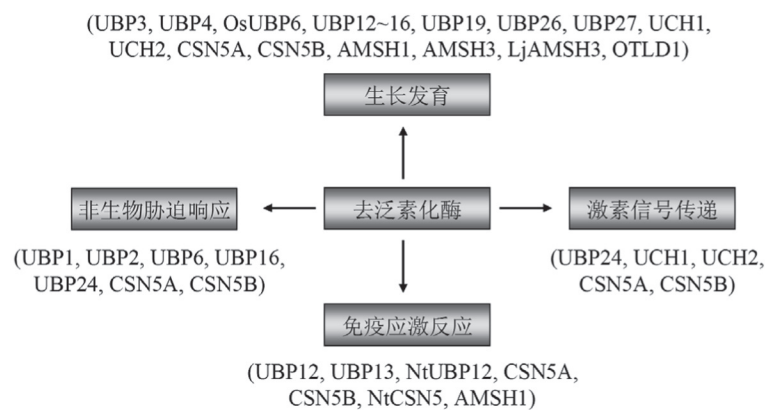 (UBP3, UBP4, OsUBP6, UBP12~16, UBP19, UBP26, UBP27, UCH1,
UCH2, CSN5A, CSN5B, AMSH1, AMSH3, LjAMSH3, OTLD1)
生长发育
非生物胁迫响应
去泛素化酶
激素信号传递
(UBP1, UBP2, UBP6, UBP16,
UBP24, CSN5A, CSN5B)
(UBP24, UCH1, UCH2,
CSN5A, CSN5B)
免疫应激反应
(UBP12, UBP13, NtUBP12, CSN5A,
CSN5B, NtCSN5, AMSH1)